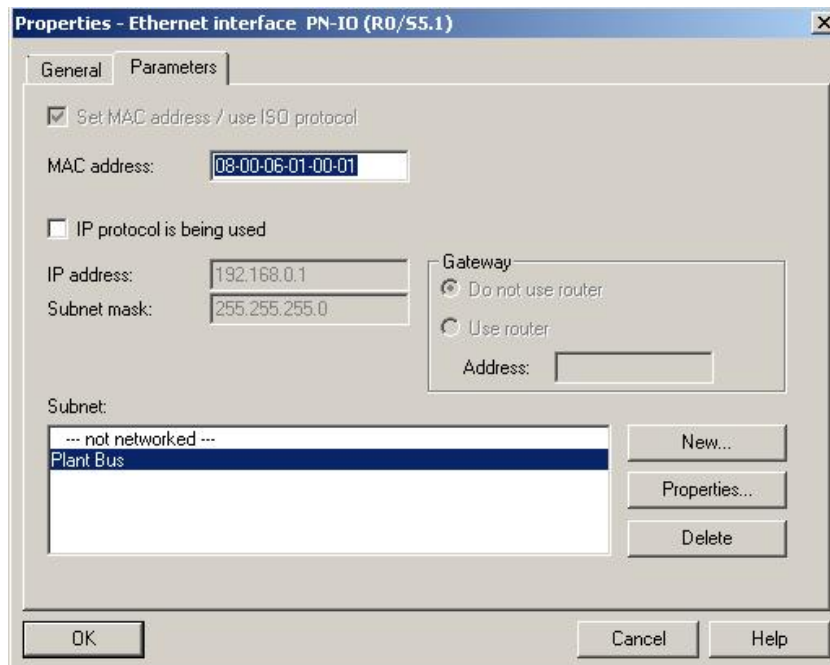 Properties - Ethernet interface PN-IO (R0/S5.1)
General
Parameters
Set MAC address / use ISO protocol
MAC address:
08-00-06-01-00-01
IP protocol is being used
IP address:
192.168.0.1
Subnet mask:
255.255.255.0
Gateway
Do not use router
Use router
Address:
Subnet:
--- not networked ---
Plant Bus
New...
Properties...
Delete
OK
Cancel
Help